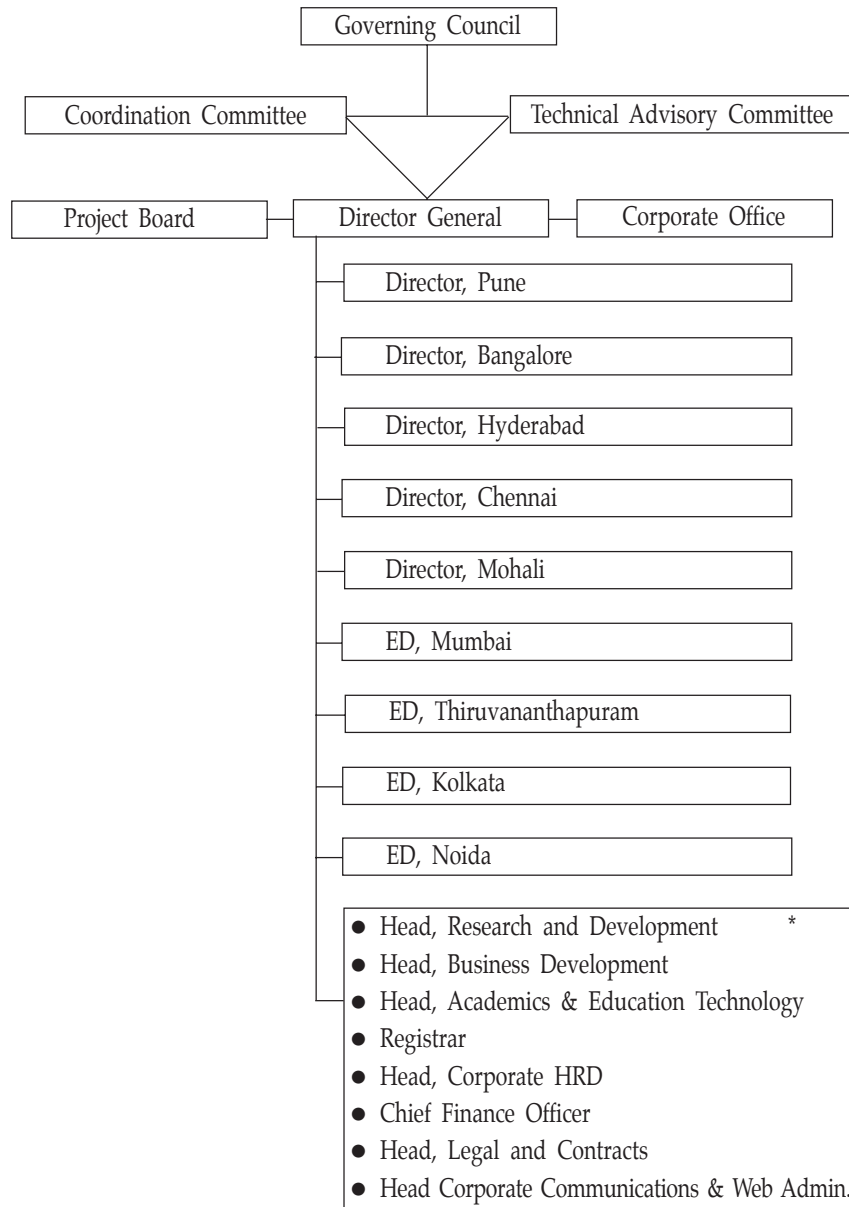 Governing Council
Coordination Committee
Technical Advisory Committee
Project Board
Director General
Corporate Office
Director, Pune
Director, Bangalore
Director, Hyderabad
Director, Chennai
Director, Mohali
ED, Mumbai
ED, Thiruvananthapuram
ED, Kolkata
ED, Noida
● Head, Research and Development *
● Head, Business Development
● Head, Academics & Education Technology
● Registrar
● Head, Corporate HRD
● Chief Finance Officer
● Head, Legal and Contracts
● Head Corporate Communications & Web Admin.